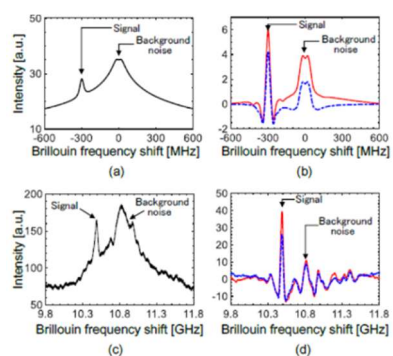 50
30
10
Intensity [a.u.]
Signal
Background
noise
-600 -300 0 300 600
Brillouin frequency shift [MHz]
(a)
6
4
2
0
-2
Signal
Background
noise
-600 -300 0 300 600
Brillouin frequency shift [MHz]
(b)
200
150
100
50
Intensity [a.u.]
Signal
Background
noise
9.8 10.3 10.8 11.3 11.8
Brillouin frequency shift [GHz]
(c)
50
40
30
20
10
0
-10
Signal
Background
noise
9.8 10.3 10.8 11.3 11.8
Brillouin frequency shift [GHz]
(d)